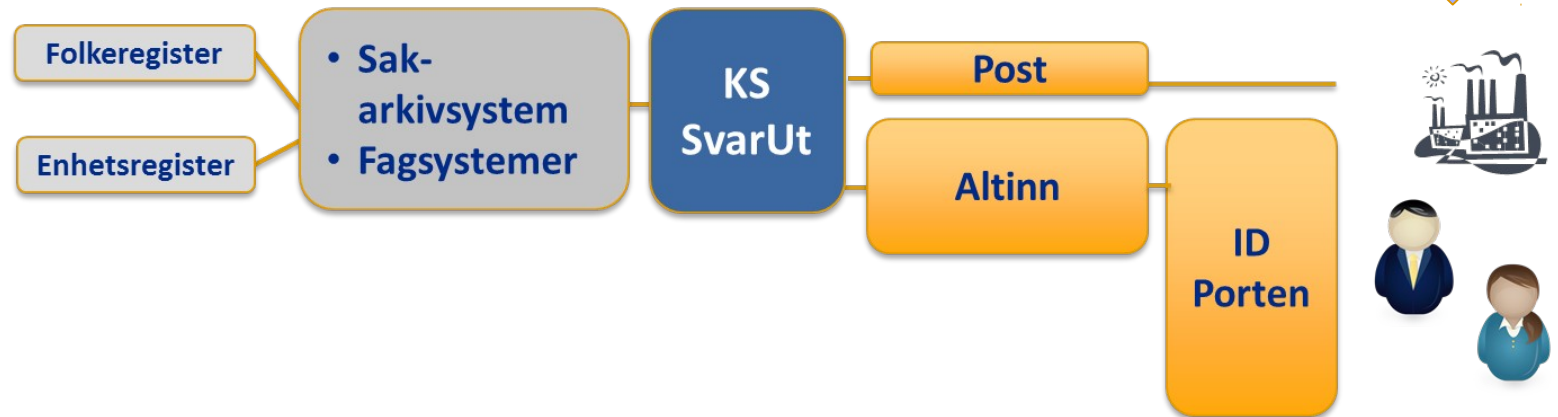 Folkeregister
Enhetsregister
• Sak-
arkivsystem
• Fagsystemer
KS
SvarUt
Post
Altinn
ID
Porten